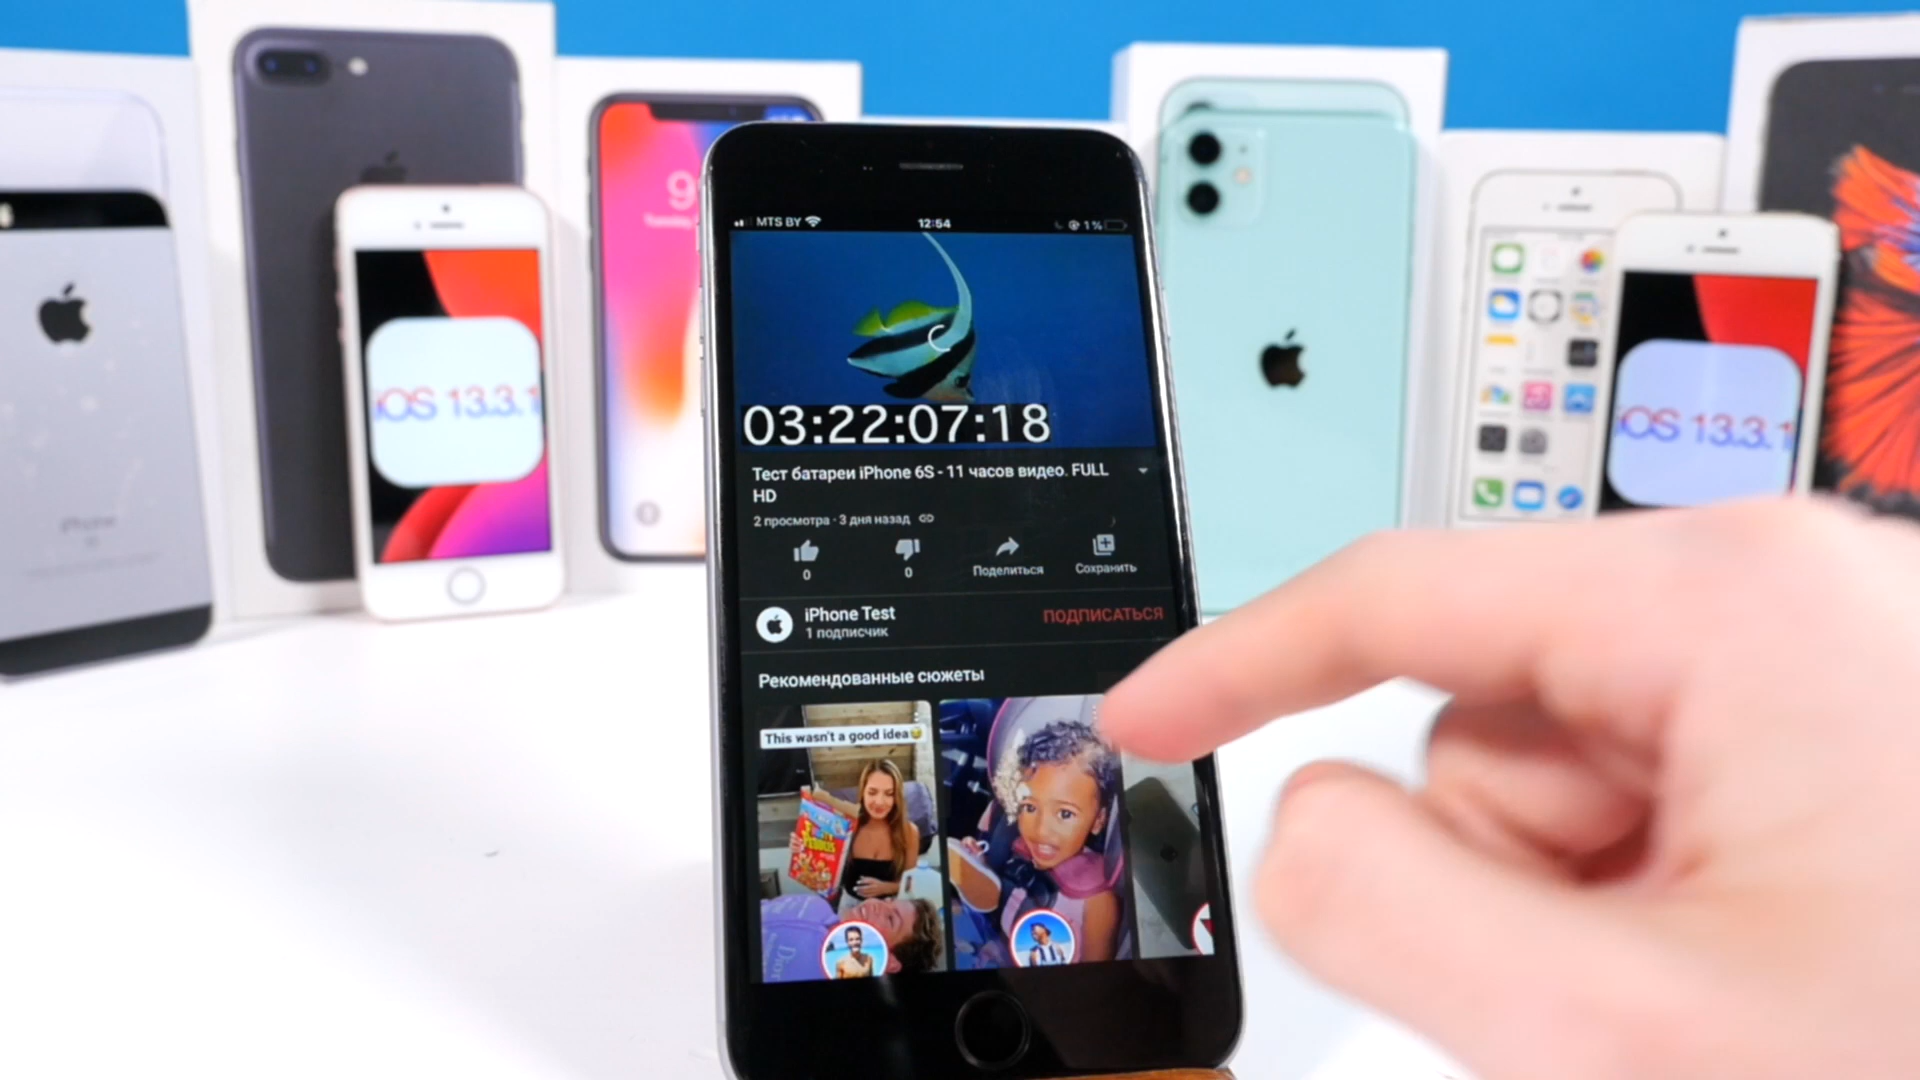 MTS BY 12:54 1%
03:22:07:18
Тест батареи iPhone 6S - 11 часов видео. FULL
HD
2 просмотра · 3 дня назад
0
0
Поделиться
Сохранить
iPhone Test
1 подписчик
ПОДПИСАТЬСЯ
Рекомендованные сюжеты
This wasn't a good idea
Dior
iOS 13.3.1
iOS 13.3.1
iPhone